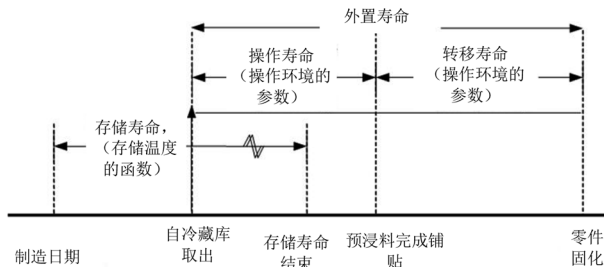 外置寿命
操作寿命
（操作环境的
参数）
转移寿命
（操作环境的
参数）
存储寿命，
（存储温度
的函数）
制造日期
自冷藏库
取出
存储寿命
结束
预浸料完成铺
贴
零件
固化